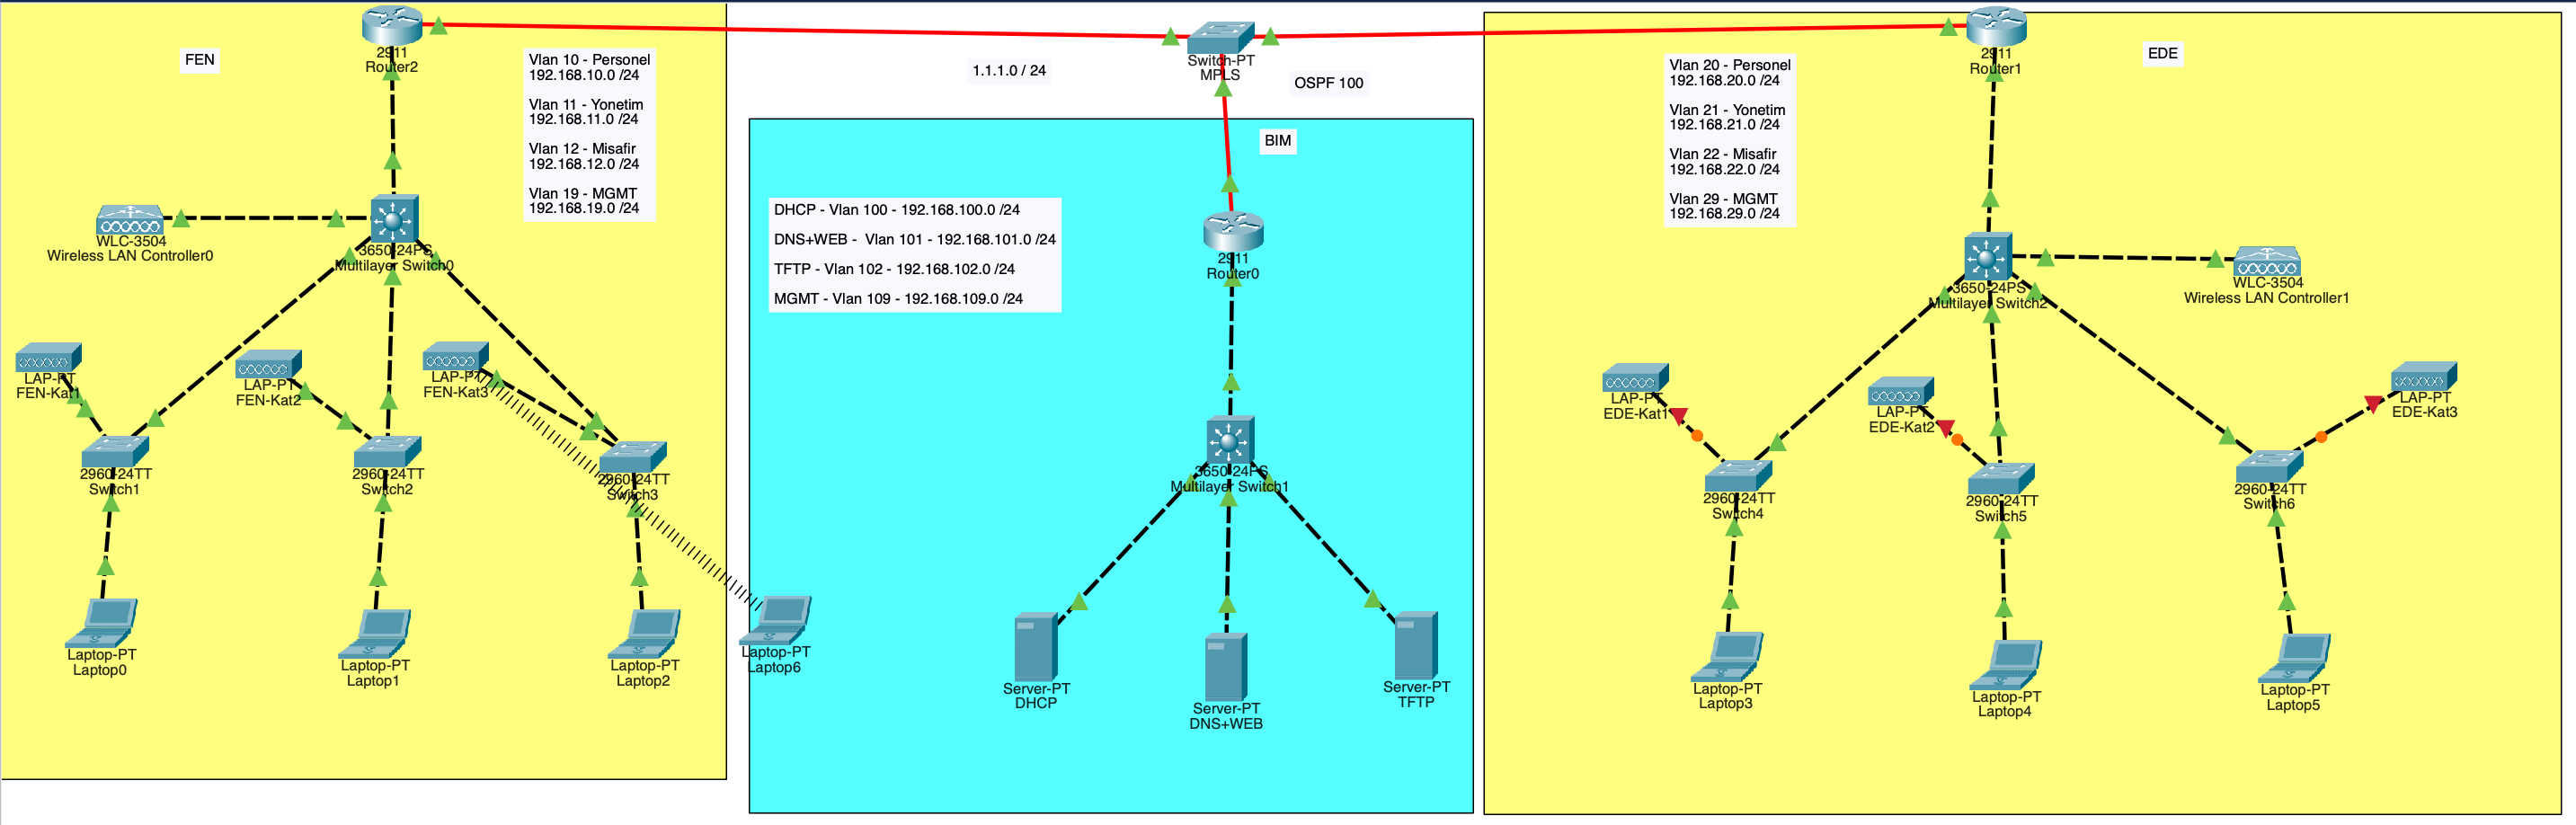 FEN
2911
Router2
Vlan 10 - Personel
192.168.10.0 /24
Vlan 11 - Yonetim
192.168.11.0 /24
Vlan 12 - Misafir
192.168.12.0 /24
Vlan 19 - MGMT
192.168.19.0 /24
WLC-3504
Wireless LAN Controller0
3650-24PS
Multilayer Switch0
LAP-PT
FEN-Kat1
LAP-PT
FEN-Kat2
LAP-PT
FEN-Kat3
2960-24TT
Switch1
2960-24TT
Switch2
2960-24TT
Switch3
Laptop-PT
Laptop0
Laptop-PT
Laptop1
Laptop-PT
Laptop2
Laptop-PT
Laptop6
1.1.1.0 / 24
Switch-PT
MPLS
OSPF 100
BIM
DHCP - Vlan 100 - 192.168.100.0 /24
DNS+WEB - Vlan 101 - 192.168.101.0 /24
TFTP - Vlan 102 - 192.168.102.0 /24
MGMT - Vlan 109 - 192.168.109.0 /24
2911
Router0
3650-24PS
Multilayer Switch1
Server-PT
DHCP
Server-PT
DNS+WEB
Server-PT
TFTP
EDE
2911
Router1
Vlan 20 - Personel
192.168.20.0 /24
Vlan 21 - Yonetim
192.168.21.0 /24
Vlan 22 - Misafir
192.168.22.0 /24
Vlan 29 - MGMT
192.168.29.0 /24
3650-24PS
Multilayer Switch2
WLC-3504
Wireless LAN Controller1
LAP-PT
EDE-Kat1
LAP-PT
EDE-Kat2
LAP-PT
EDE-Kat3
2960-24TT
Switch4
2960-24TT
Switch5
2960-24TT
Switch6
Laptop-PT
Laptop3
Laptop-PT
Laptop4
Laptop-PT
Laptop5